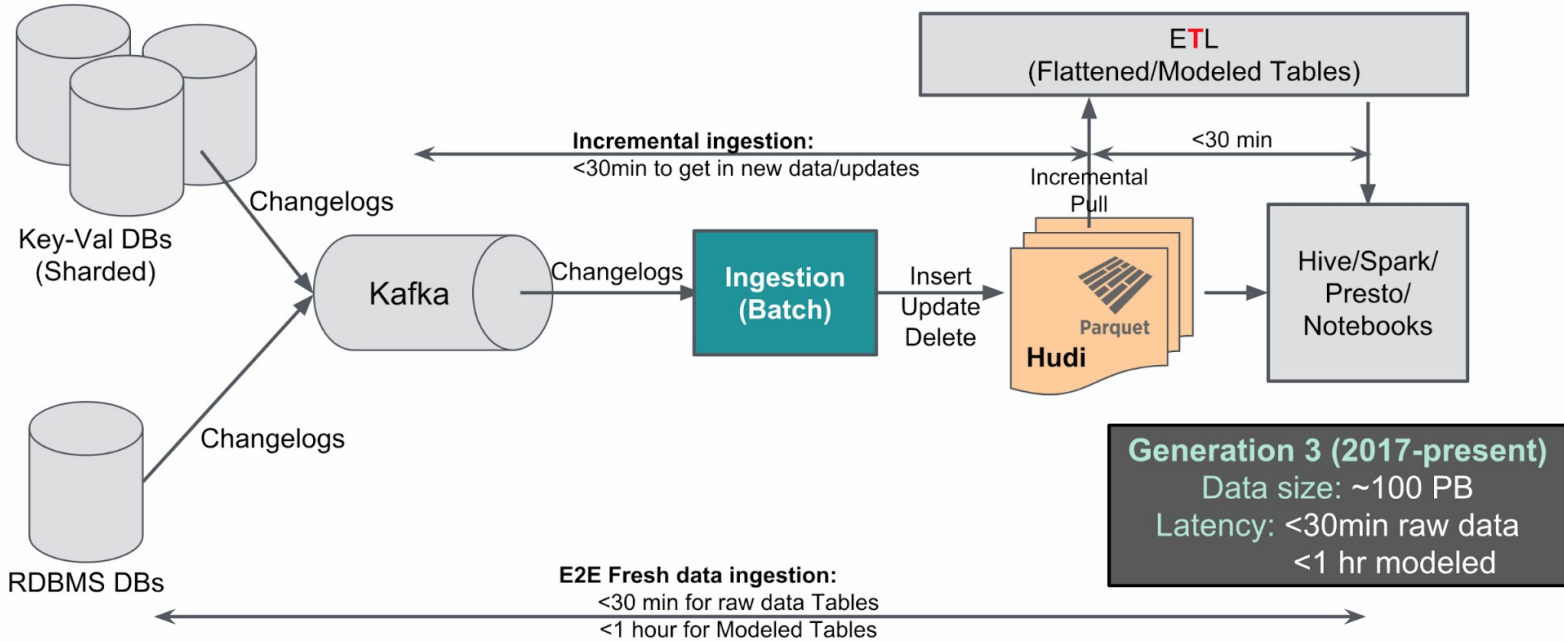 ETL
(Flattened/Modeled Tables)
Incremental ingestion:
<30min to get in new data/updates
<30 min
Changelogs
Key-Val DBs
(Sharded)
Incremental
Pull
Kafka
Changelogs
Ingestion
(Batch)
Insert
Update
Delete
Parquet
Hudi
Hive/Spark/
Presto/
Notebooks
Changelogs
RDBMS DBs
Generation 3 (2017-present)
Data size: ~100 PB
Latency: <30min raw data
<1 hr modeled
E2E Fresh data ingestion:
<30 min for raw data Tables
<1 hour for Modeled Tables